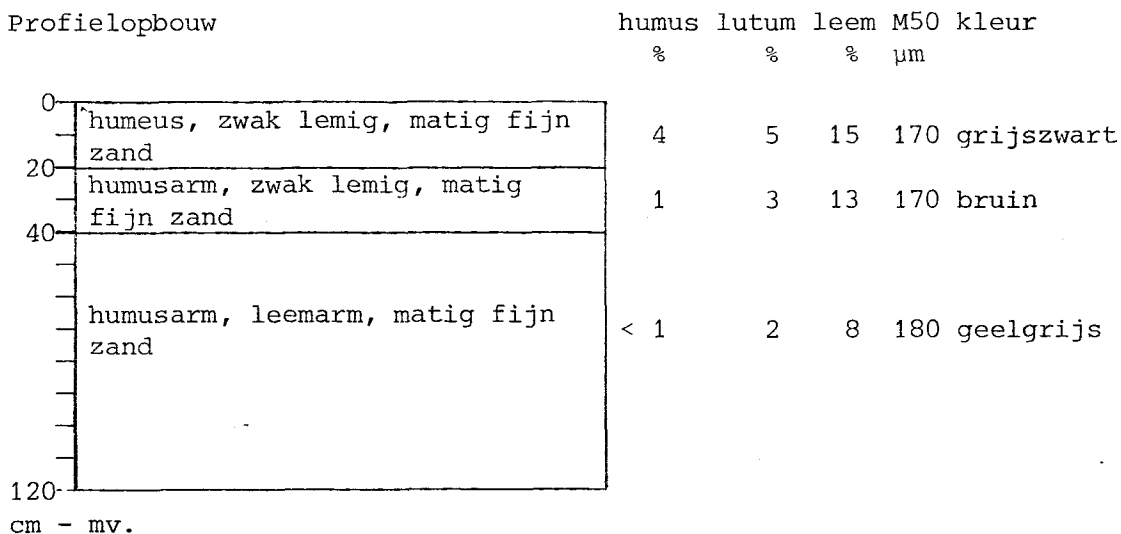 Profielopbouw humus lutum leem M50 kleur
% % % µm
0
humeus, zwak lemig, matig fijn
zand
4 5 15 170 grijszwart
20
humusarm, zwak lemig, matig
fijn zand
1 3 13 170 bruin
40
humusarm, leemarm, matig fijn
zand
< 1 2 8 180 geelgrijs
120
cm - mv.